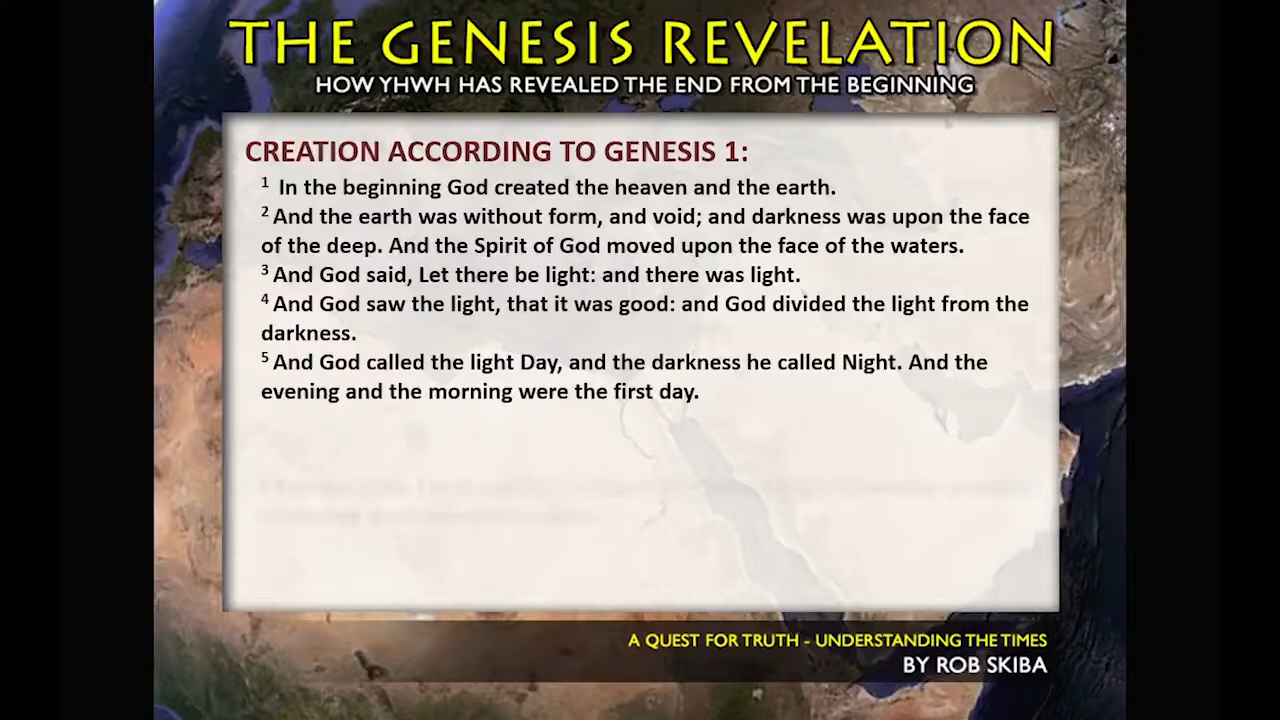 THE GENESIS REVELATION
HOW YHWH HAS REVEALED THE END FROM THE BEGINNING
CREATION ACCORDING TO GENESIS 1:
1 In the beginning God created the heaven and the earth.
2 And the earth was without form, and void; and darkness was upon the face
of the deep. And the Spirit of God moved upon the face of the waters.
3 And God said, Let there be light: and there was light.
4 And God saw the light, that it was good: and God divided the light from the
darkness.
5 And God called the light Day, and the darkness he called Night. And the
evening and the morning were the first day.
A QUEST FOR TRUTH - UNDERSTANDING THE TIMES
BY ROB SKIBA